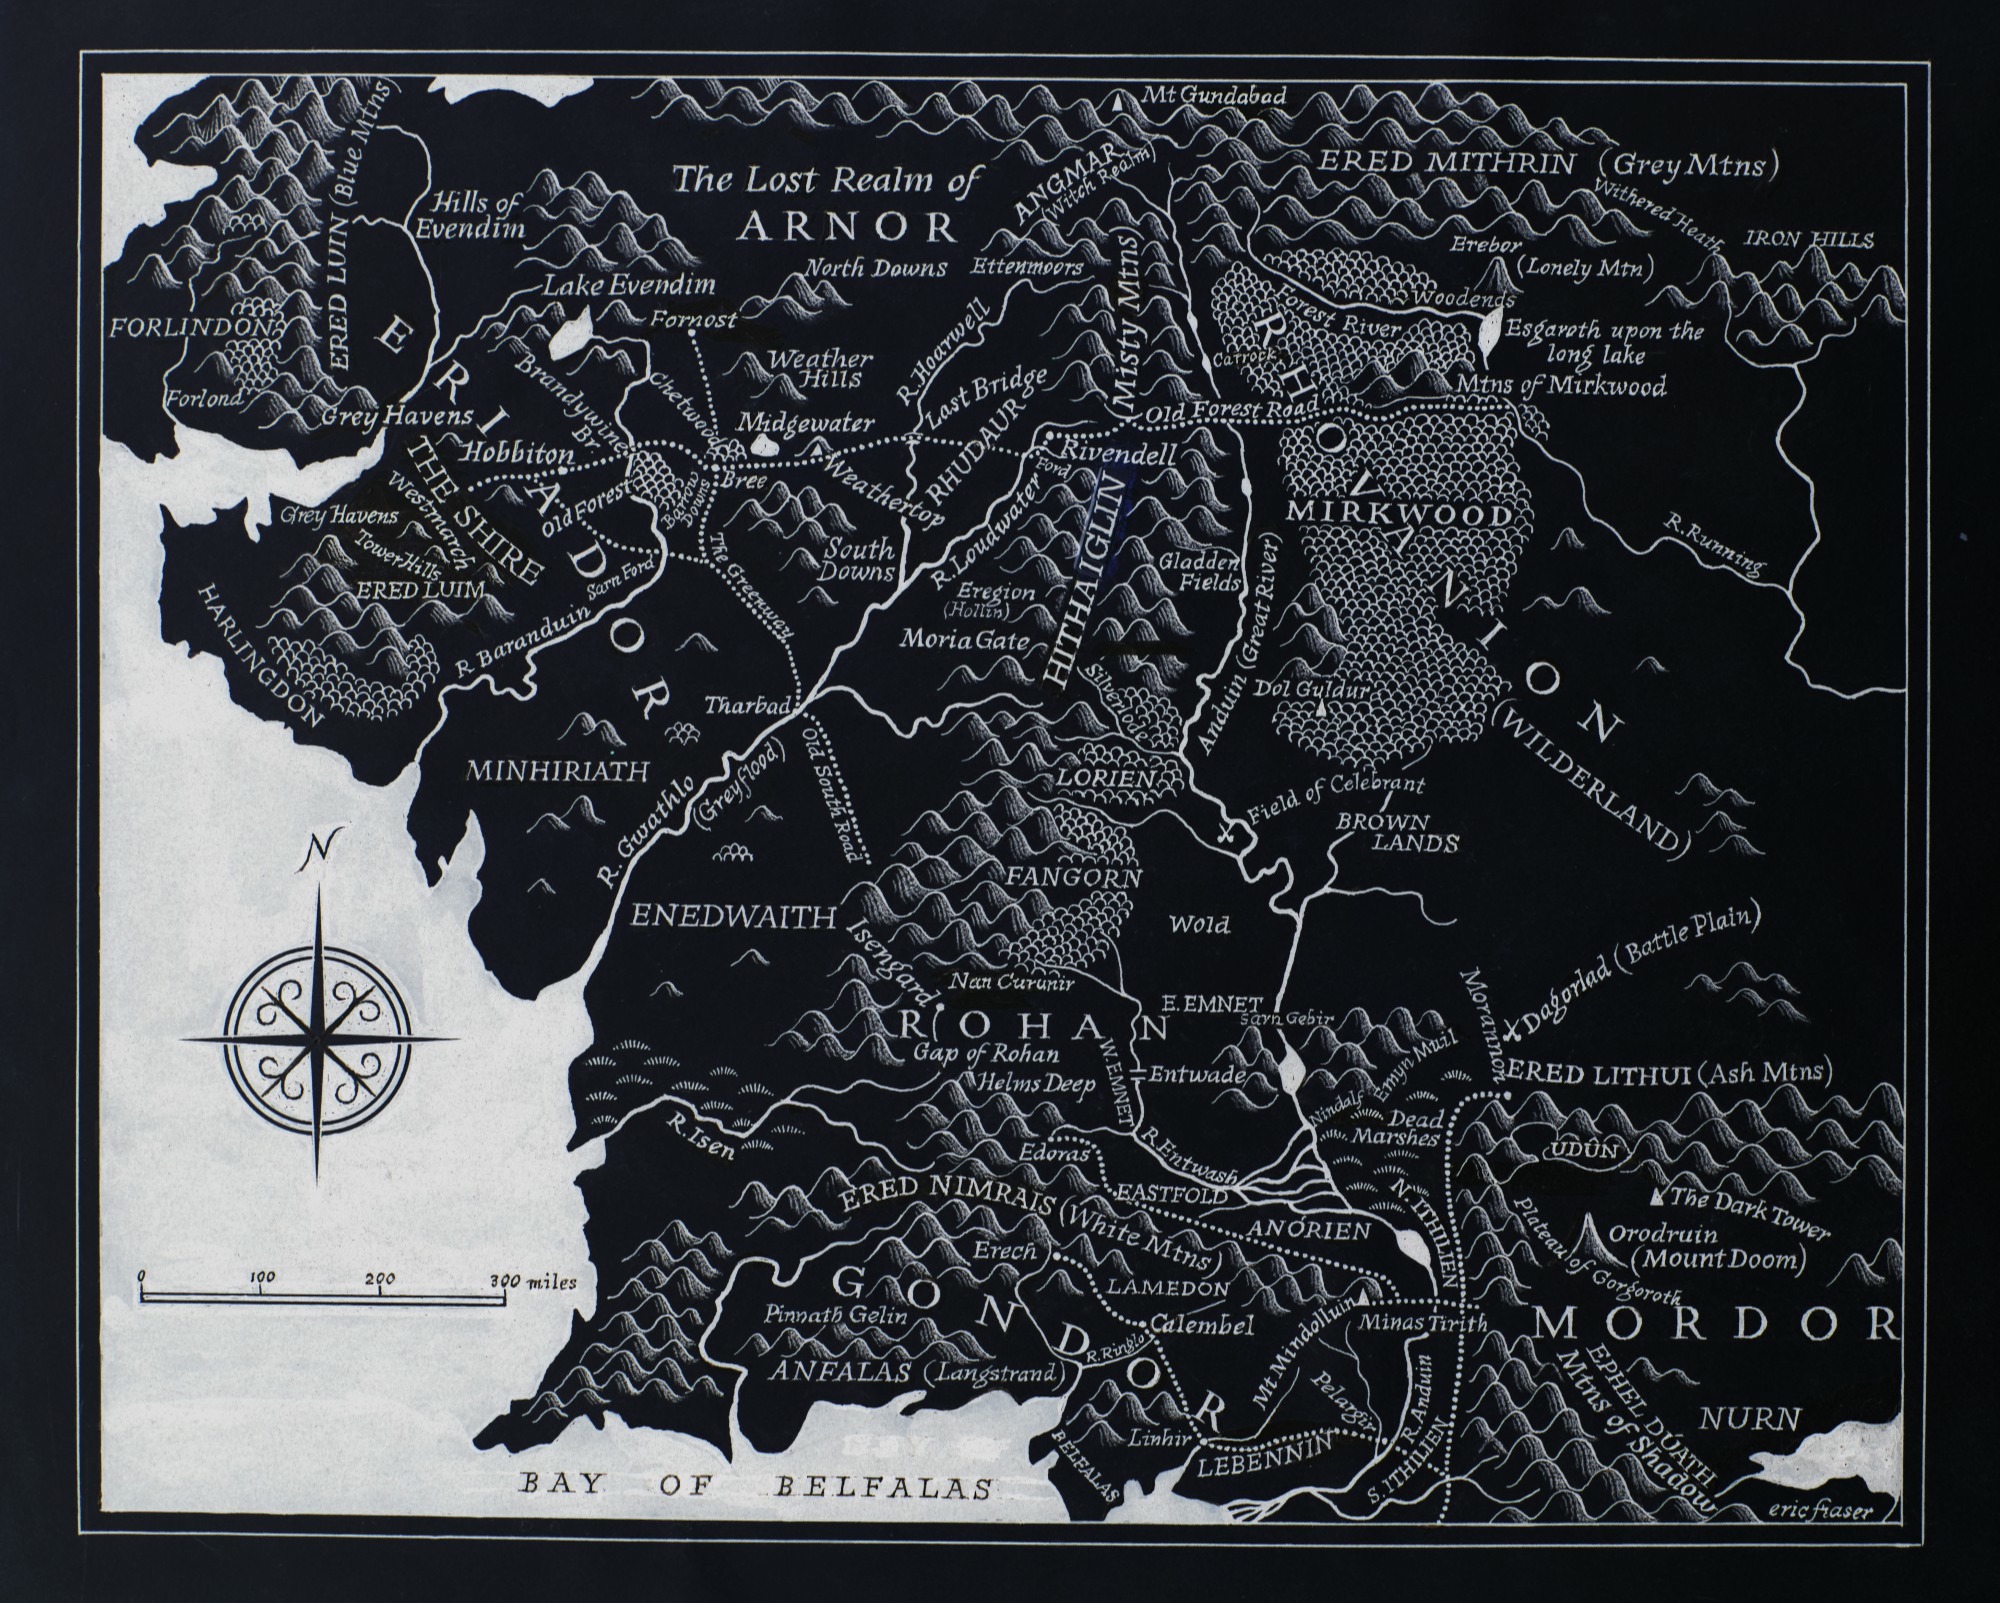 Mt Gundabad
ERED MITHRIN (Grey Mtns)
Withered Heath
IRON HILLS
Erebor
(Lonely Mtn)
ANGMAR
(Witch Realm)
The Lost Realm of
ARNOR
ERED LUIN (Blue Mtns)
Hills of
Evendim
Lake Evendim
North Downs
Ettenmoors
Misty Mtns)
Fornost
FORLINDON
Forlond
Grey Havens
ERIADOR
Brandywine
Br.
Chetwood
Weather
Hills
Midgewater
R. Hoarwell
Last Bridge
RHUDAUR
Old Forest Road
Carrock
Forest River
Woodends
Esgaroth upon the
long lake
Mtns of Mirkwood
RHOVANION
(WILDERLAND)
MIRKWOOD
R. Running
Hobbiton
THE SHIRE
Westmarch
Grey Havens
Tower Hills
ERED LUIM
HARLINGDON
Old Forest
Barrow
Downs
Bree
Weathertop
Rivendell
Ford
R. Loudwater
HITHAIGLIN
South
Downs
Sarn Ford
The Greenway
R Baranduin
Eregion
(Hollin)
Moria Gate
Gladden
Fields
Anduin (Great River)
Silverlode
Dol Guldur
Tharbad
MINHIRIATH
R. Gwathlo
(Greyflood)
Old South Road
LORIEN
Field of Celebrant
BROWN
LANDS
FANGORN
Wold
ENEDWAITH
Isengard
Nan Curunir
ROHAN
E. EMNET
Sarn Gebir
Gap of Rohan
Helms Deep
W. EMNET
Entwade
Emyn Muil
Nindalf
Dead
Marshes
Morannon
Dagorlad (Battle Plain)
ERED LITHUI (Ash Mtns)
UDÛN
The Dark Tower
Orodruin
(Mount Doom)
Plateau of Gorgoroth
MORDOR
N
R. Isen
Edoras
R. Entwash
EASTFOLD
ANÓRIEN
N. ITHILIEN
ERED NIMRAIS (White Mtns)
Erech
LAMEDON
GONDOR
Pinnath Gelin
Calembel
R. Ringlo
ANFALAS (Langstrand)
Mt Mindolluin
Minas Tirith
Pelargir
R. Anduin
Linhir
LEBENNIN
S. ITHILIEN
BELFALAS
EPHEL DÚATH
Mtns of Shadow
NURN
0 100 200 300 miles
BAY OF BELFALAS
eric fraser